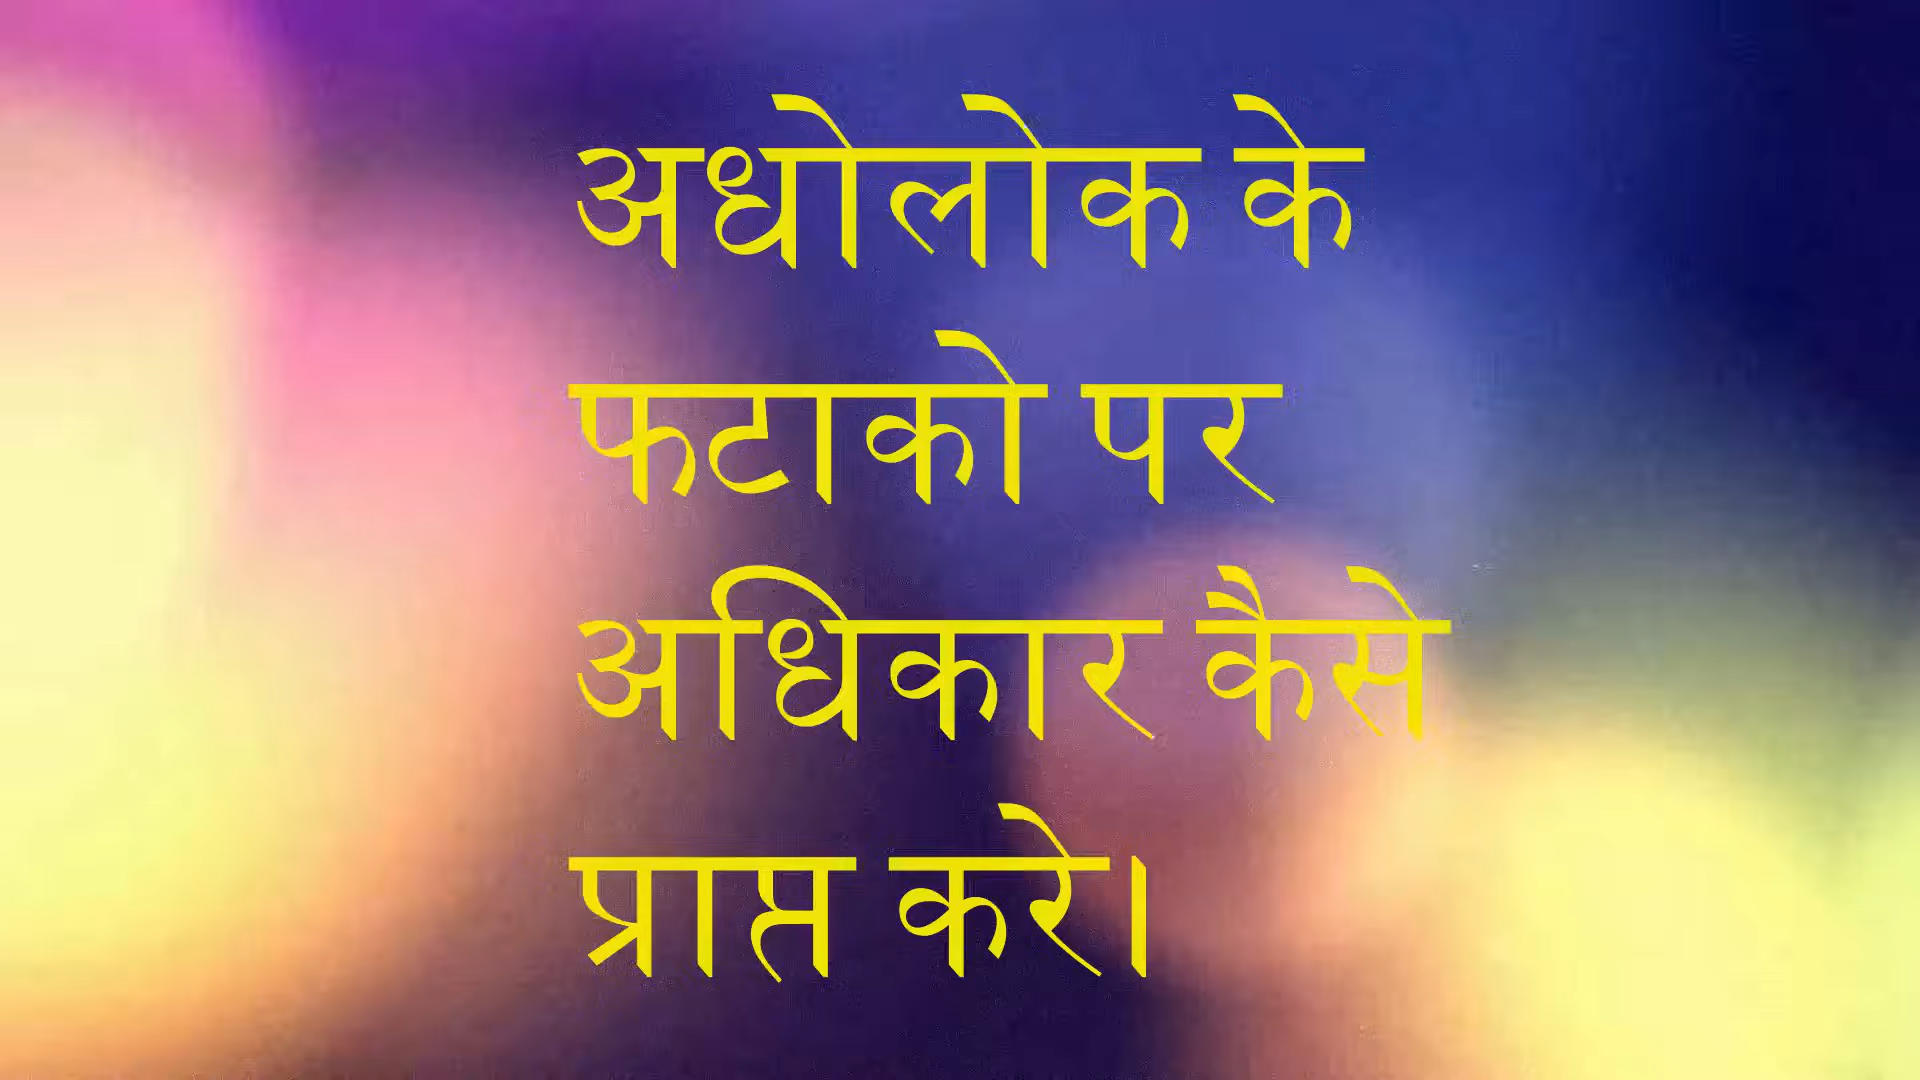 अधोलोक के
फटाको पर
अधिकार कैसे
प्राप्त करे।